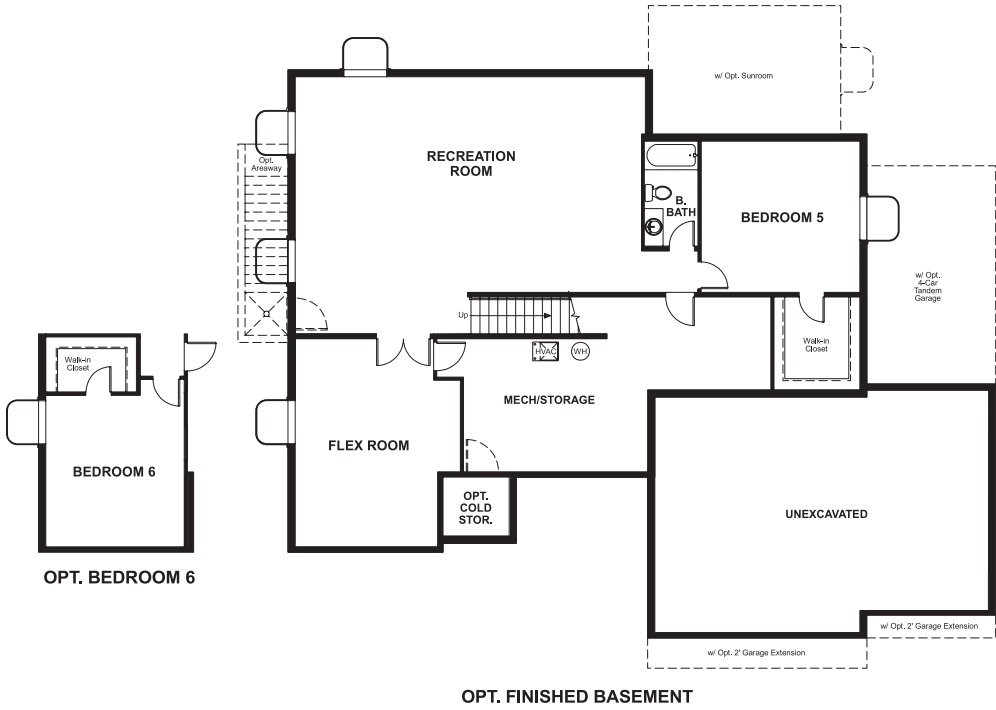 w/ Opt. Sunroom
RECREATION
ROOM
Opt.
Areaway
B.
BATH
BEDROOM 5
w/ Opt.
4-Car
Tandem
Garage
Up
HVAC
WH
Walk-in
Closet
Walk-in
Closet
MECH/STORAGE
FLEX ROOM
BEDROOM 6
OPT.
COLD
STOR.
UNEXCAVATED
OPT. BEDROOM 6
w/ Opt. 2' Garage Extension
w/ Opt. 2' Garage Extension
OPT. FINISHED BASEMENT